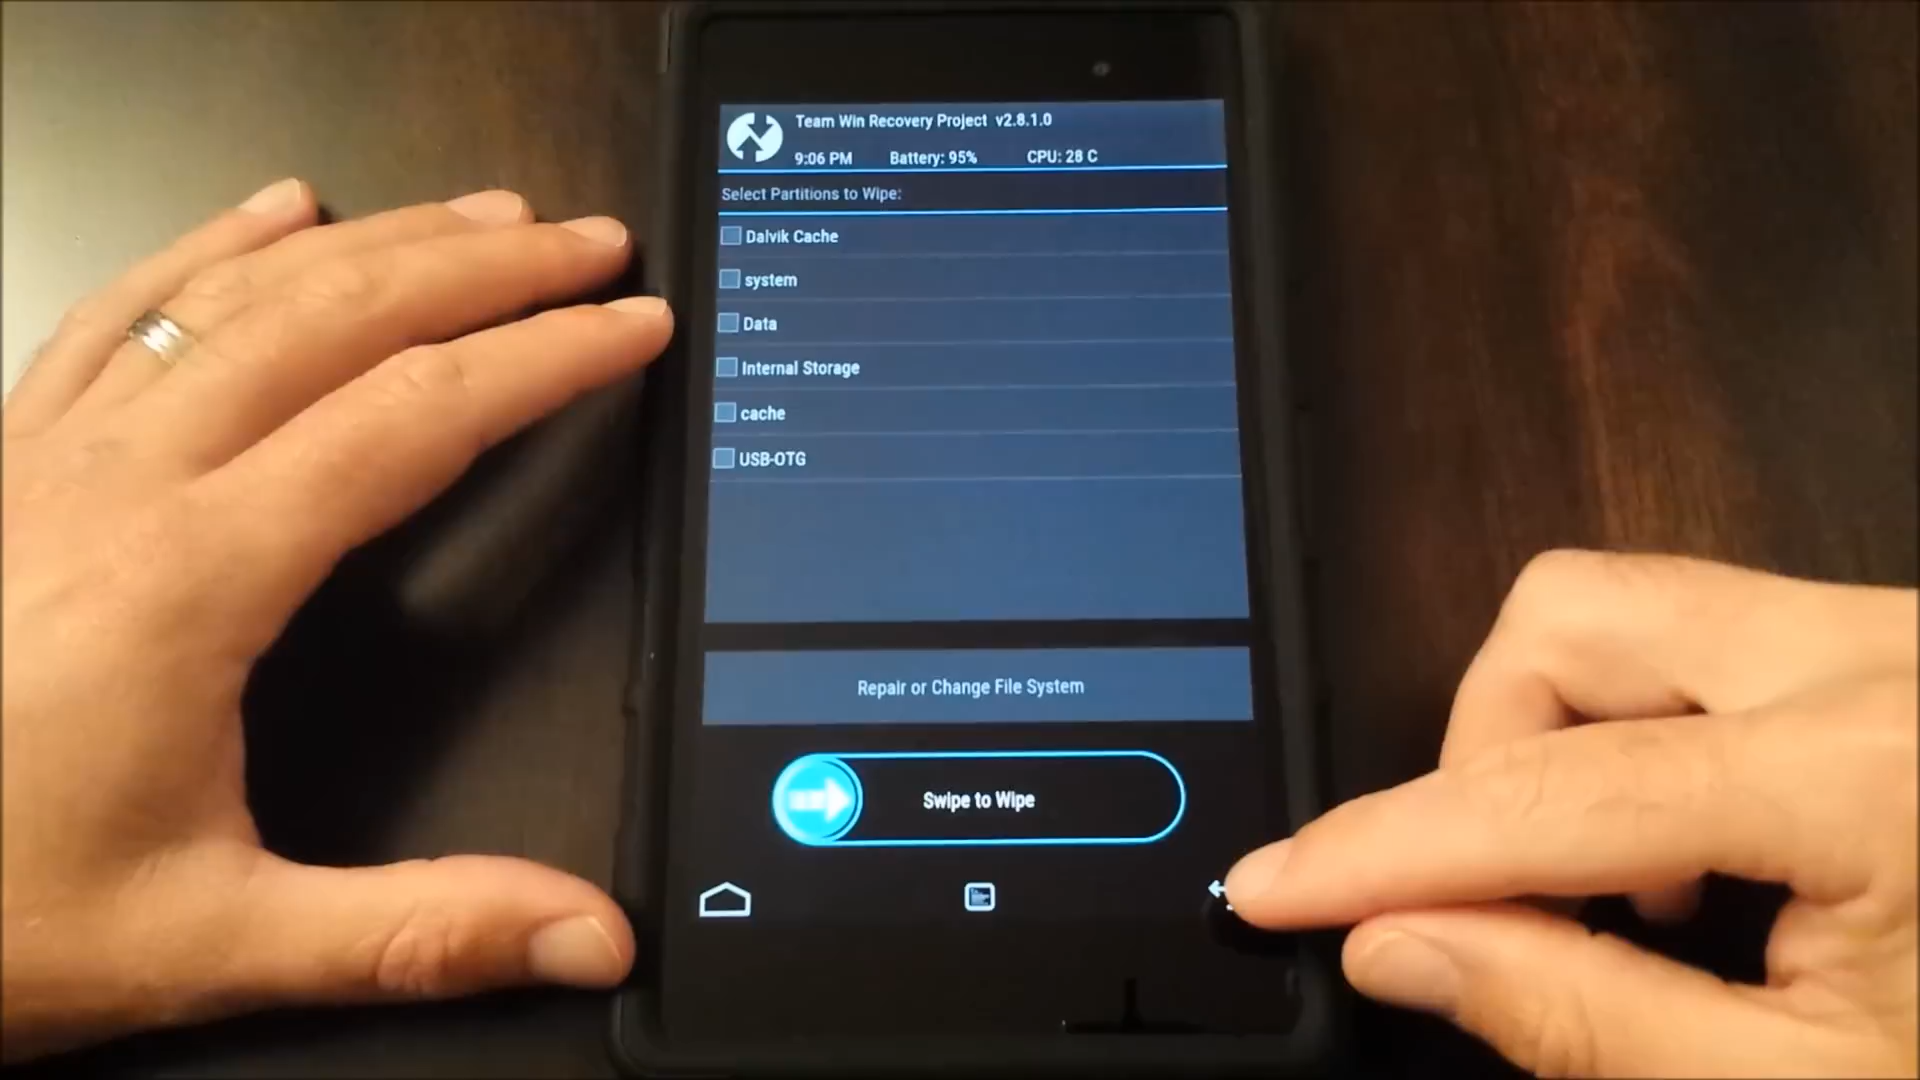 Team Win Recovery Project v2.8.1.0
9:06 PM Battery: 95% CPU: 28 C
Select Partitions to Wipe:
Dalvik Cache
system
Data
Internal Storage
cache
USB-OTG
Repair or Change File System
Swipe to Wipe